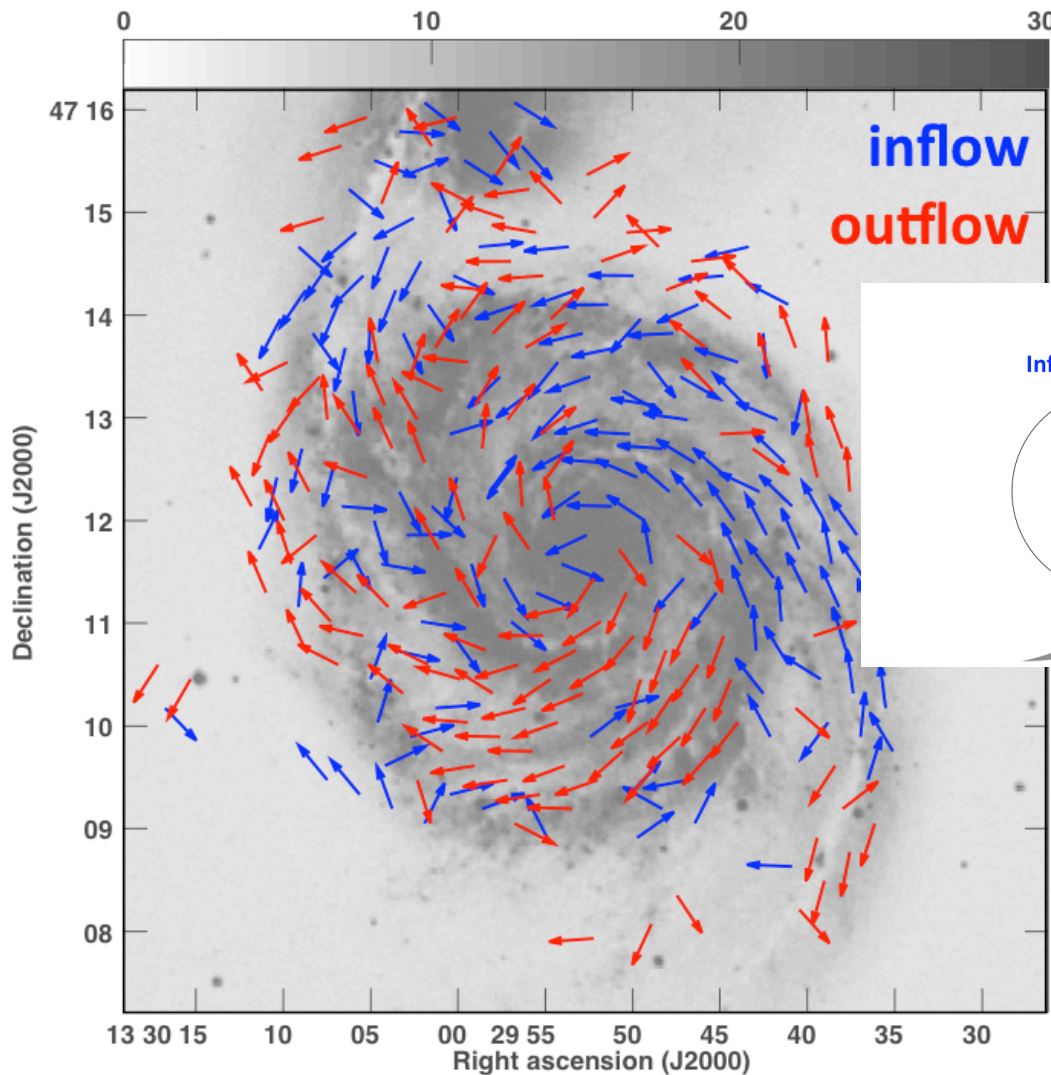 0 10 20 30
47 16
inflow
outflow
15
14
Inf
13
12
11
10
09
08
13 30 15 10 05 00 29 55 50 45 40 35 30
Right ascension (J2000)
Declination (J2000)